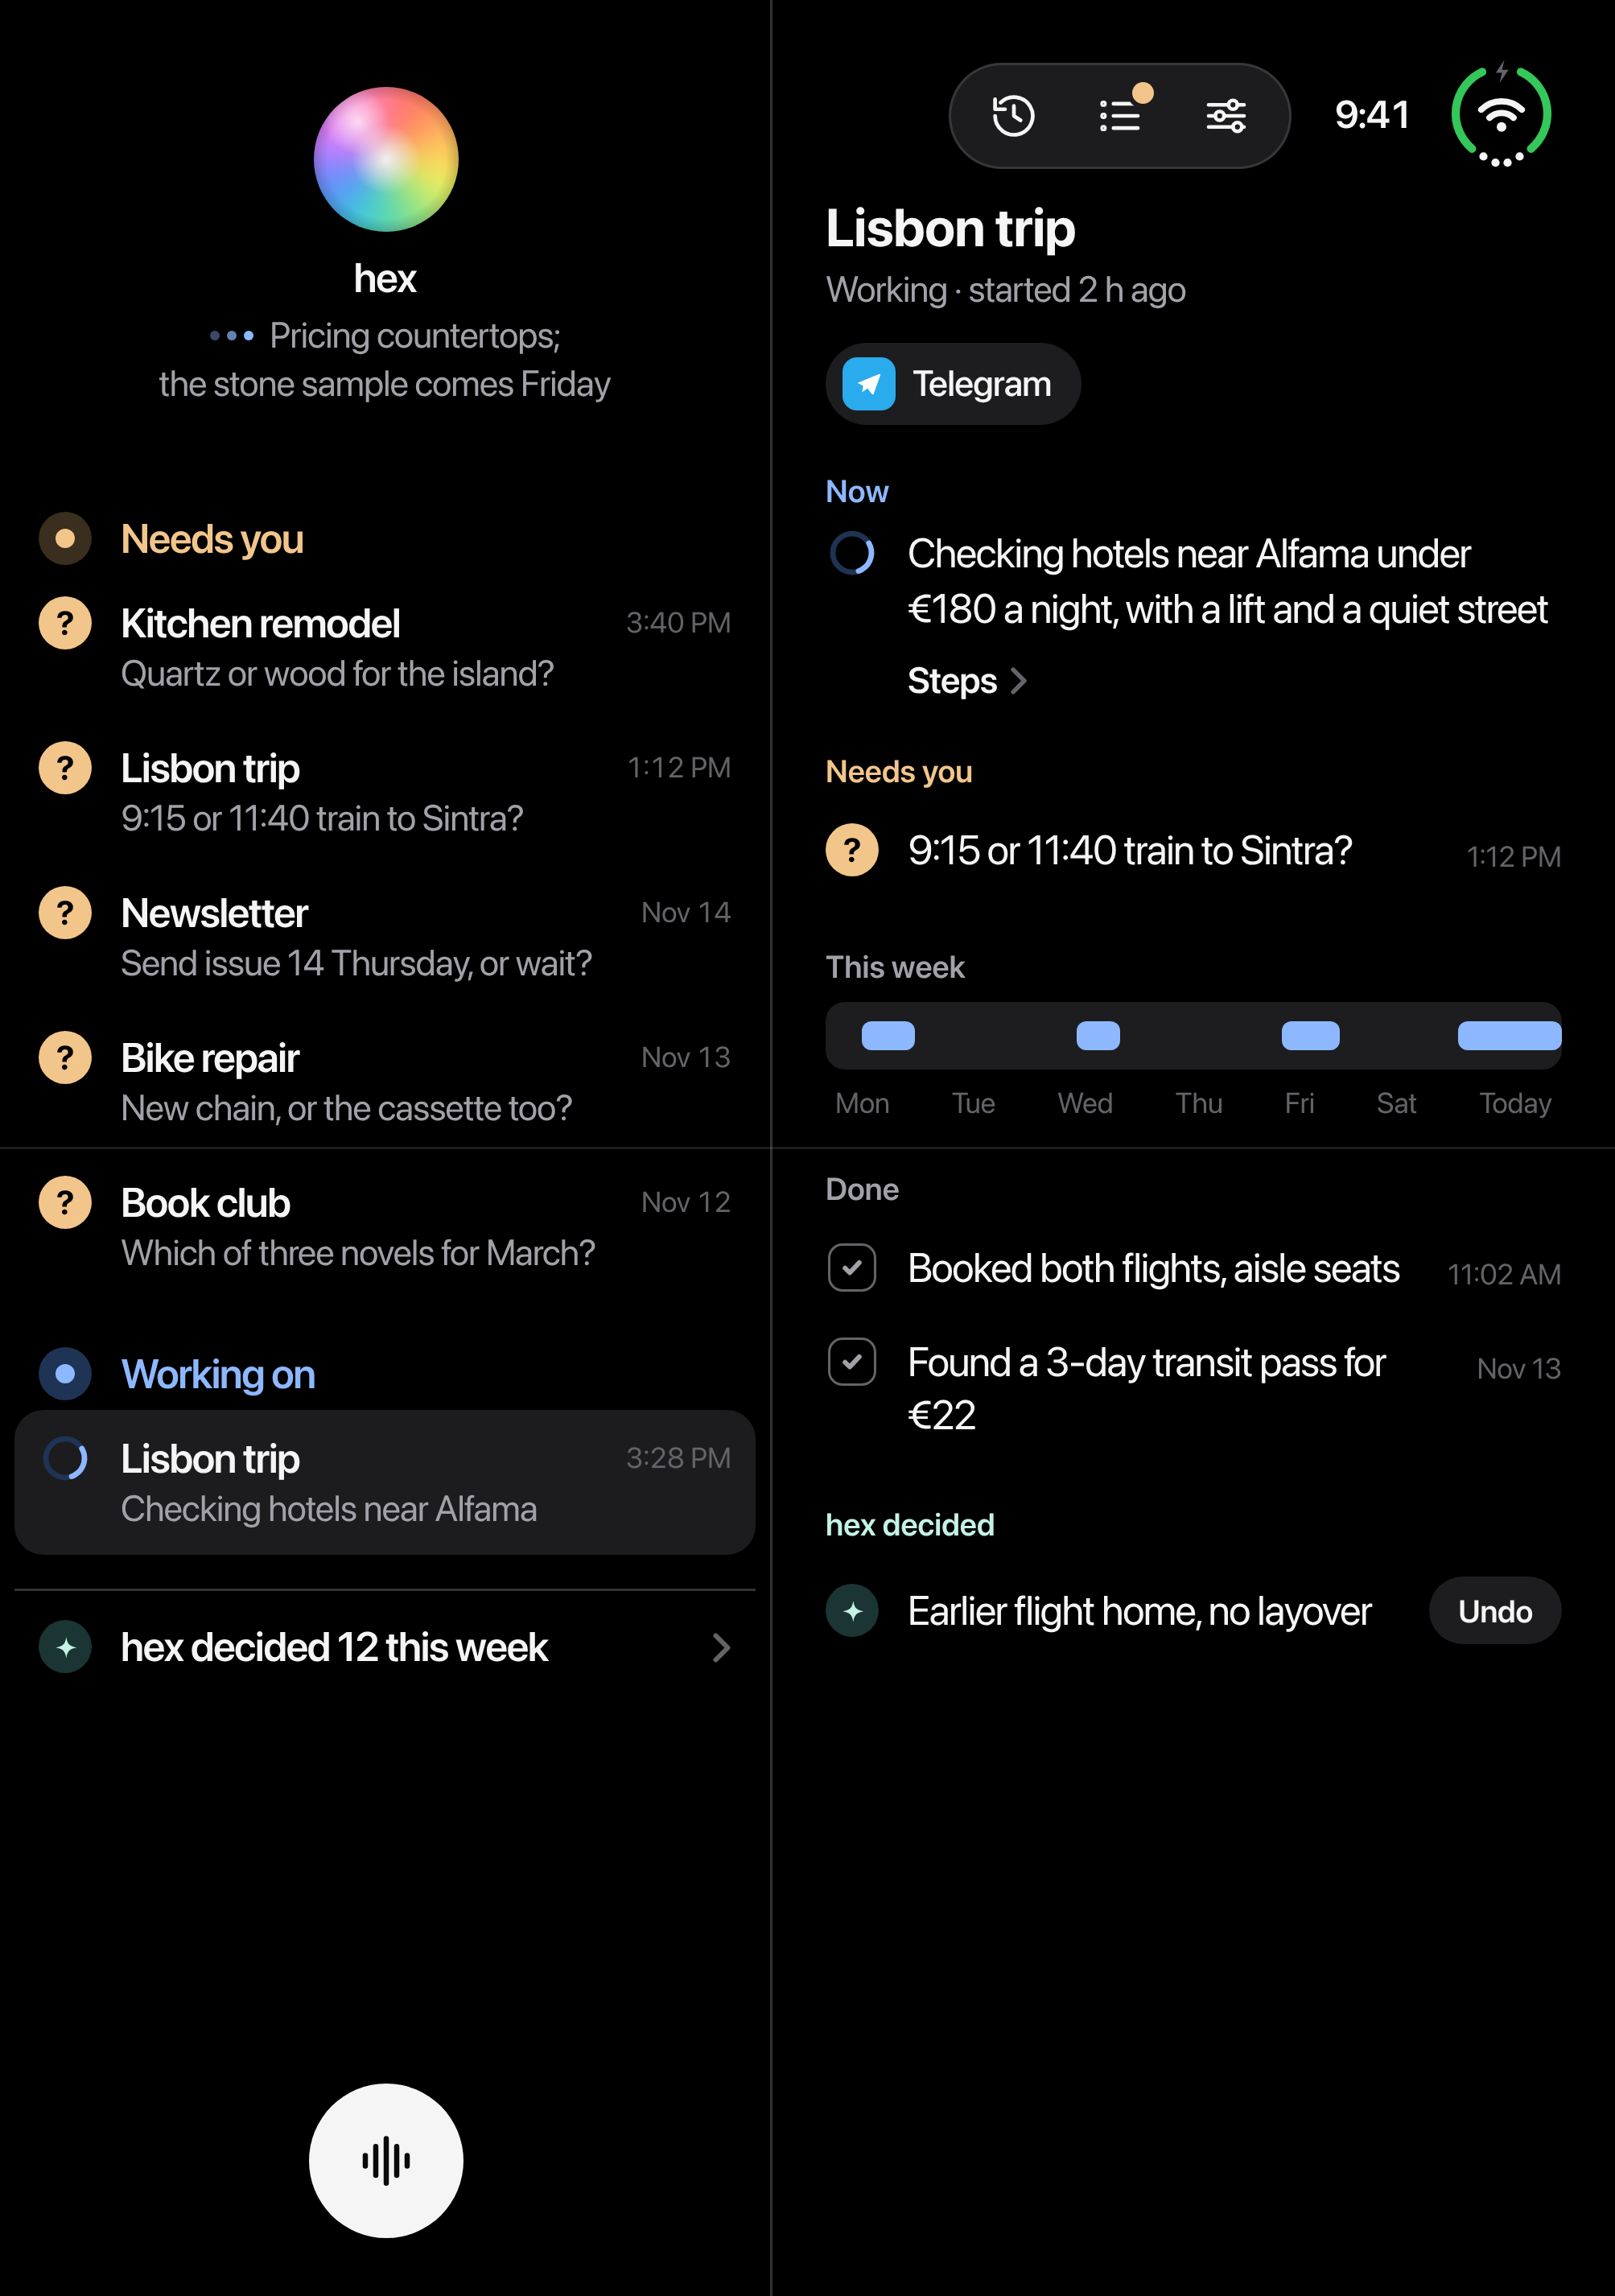 hex
Pricing countertops;
the stone sample comes Friday
Needs you
? Kitchen remodel 3:40 PM
Quartz or wood for the island?
? Lisbon trip 1:12 PM
9:15 or 11:40 train to Sintra?
? Newsletter Nov 14
Send issue 14 Thursday, or wait?
? Bike repair Nov 13
New chain, or the cassette too?
? Book club Nov 12
Which of three novels for March?
Working on
Lisbon trip 3:28 PM
Checking hotels near Alfama
hex decided 12 this week
9:41
Lisbon trip
Working · started 2 h ago
Telegram
Now
Checking hotels near Alfama under
€180 a night, with a lift and a quiet street
Steps
Needs you
? 9:15 or 11:40 train to Sintra? 1:12 PM
This week
Mon Tue Wed Thu Fri Sat Today
Done
Booked both flights, aisle seats 11:02 AM
Found a 3-day transit pass for Nov 13
€22
hex decided
Earlier flight home, no layover Undo